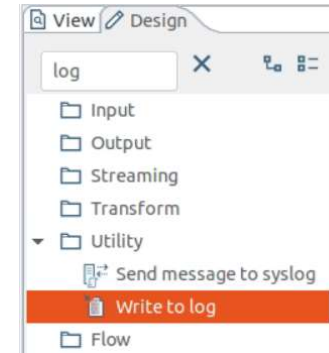 View Design
log
Input
Output
Streaming
Transform
Utility
Send message to syslog
Write to log
Flow